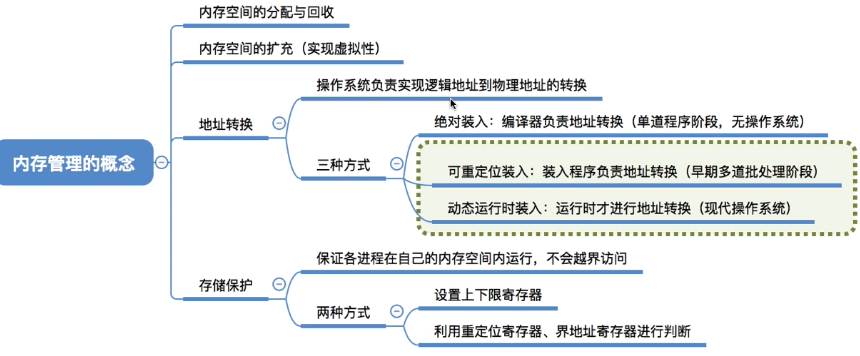 内存空间的分配与回收
内存空间的扩充（实现虚拟性）
操作系统负责实现逻辑地址到物理地址的转换
地址转换
绝对装入：编译器负责地址转换（单道程序阶段，无操作系统）
三种方式
可重定位装入：装入程序负责地址转换（早期多道批处理阶段）
动态运行时装入：运行时才进行地址转换（现代操作系统）
内存管理的概念
保证各进程在自己的内存空间内运行，不会越界访问
存储保护
设置上下限寄存器
两种方式
利用重定位寄存器、界地址寄存器进行判断